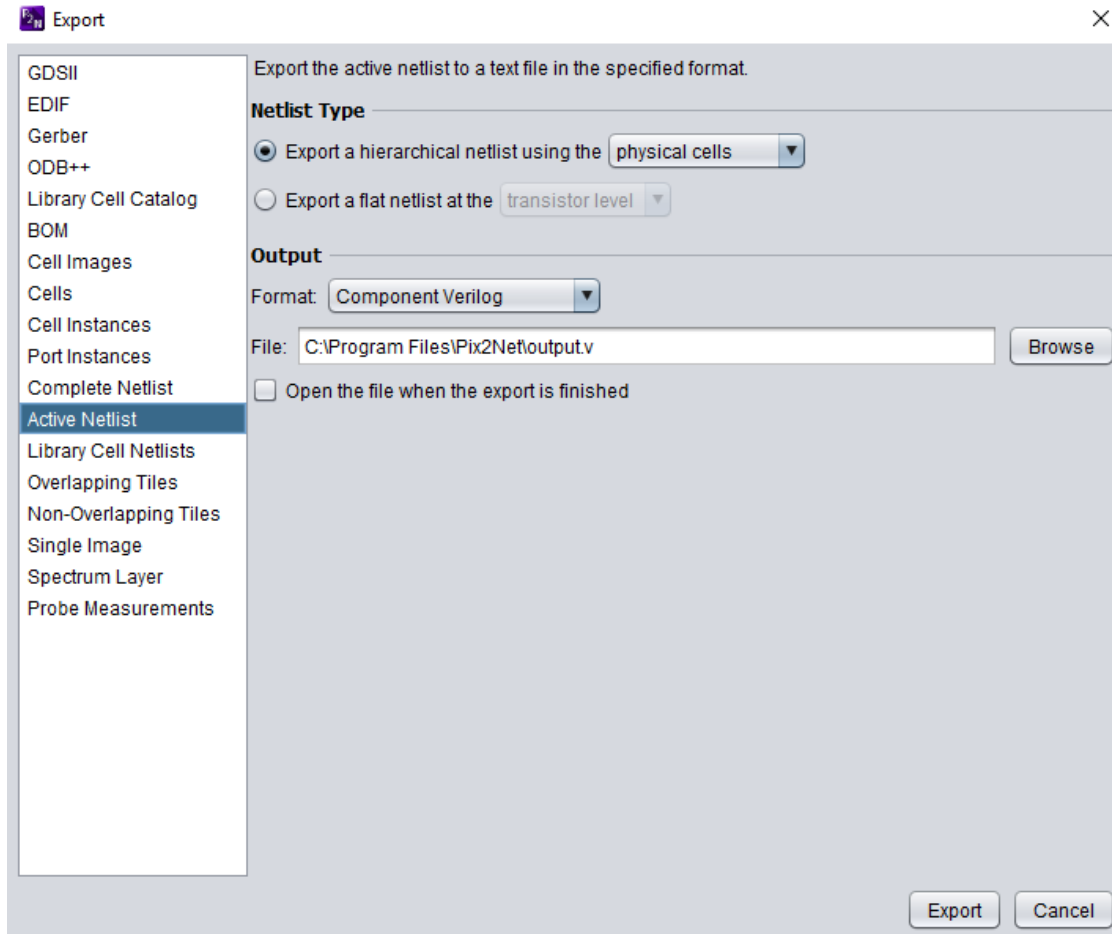 P2N Export
GDSII
EDIF
Gerber
ODB++
Library Cell Catalog
BOM
Cell Images
Cells
Cell Instances
Port Instances
Complete Netlist
Active Netlist
Library Cell Netlists
Overlapping Tiles
Non-Overlapping Tiles
Single Image
Spectrum Layer
Probe Measurements
Export the active netlist to a text file in the specified format.
Netlist Type
Export a hierarchical netlist using the physical cells
Export a flat netlist at the transistor level
Output
Format: Component Verilog
File: C:\Program Files\Pix2Net\output.v Browse
Open the file when the export is finished
Export Cancel